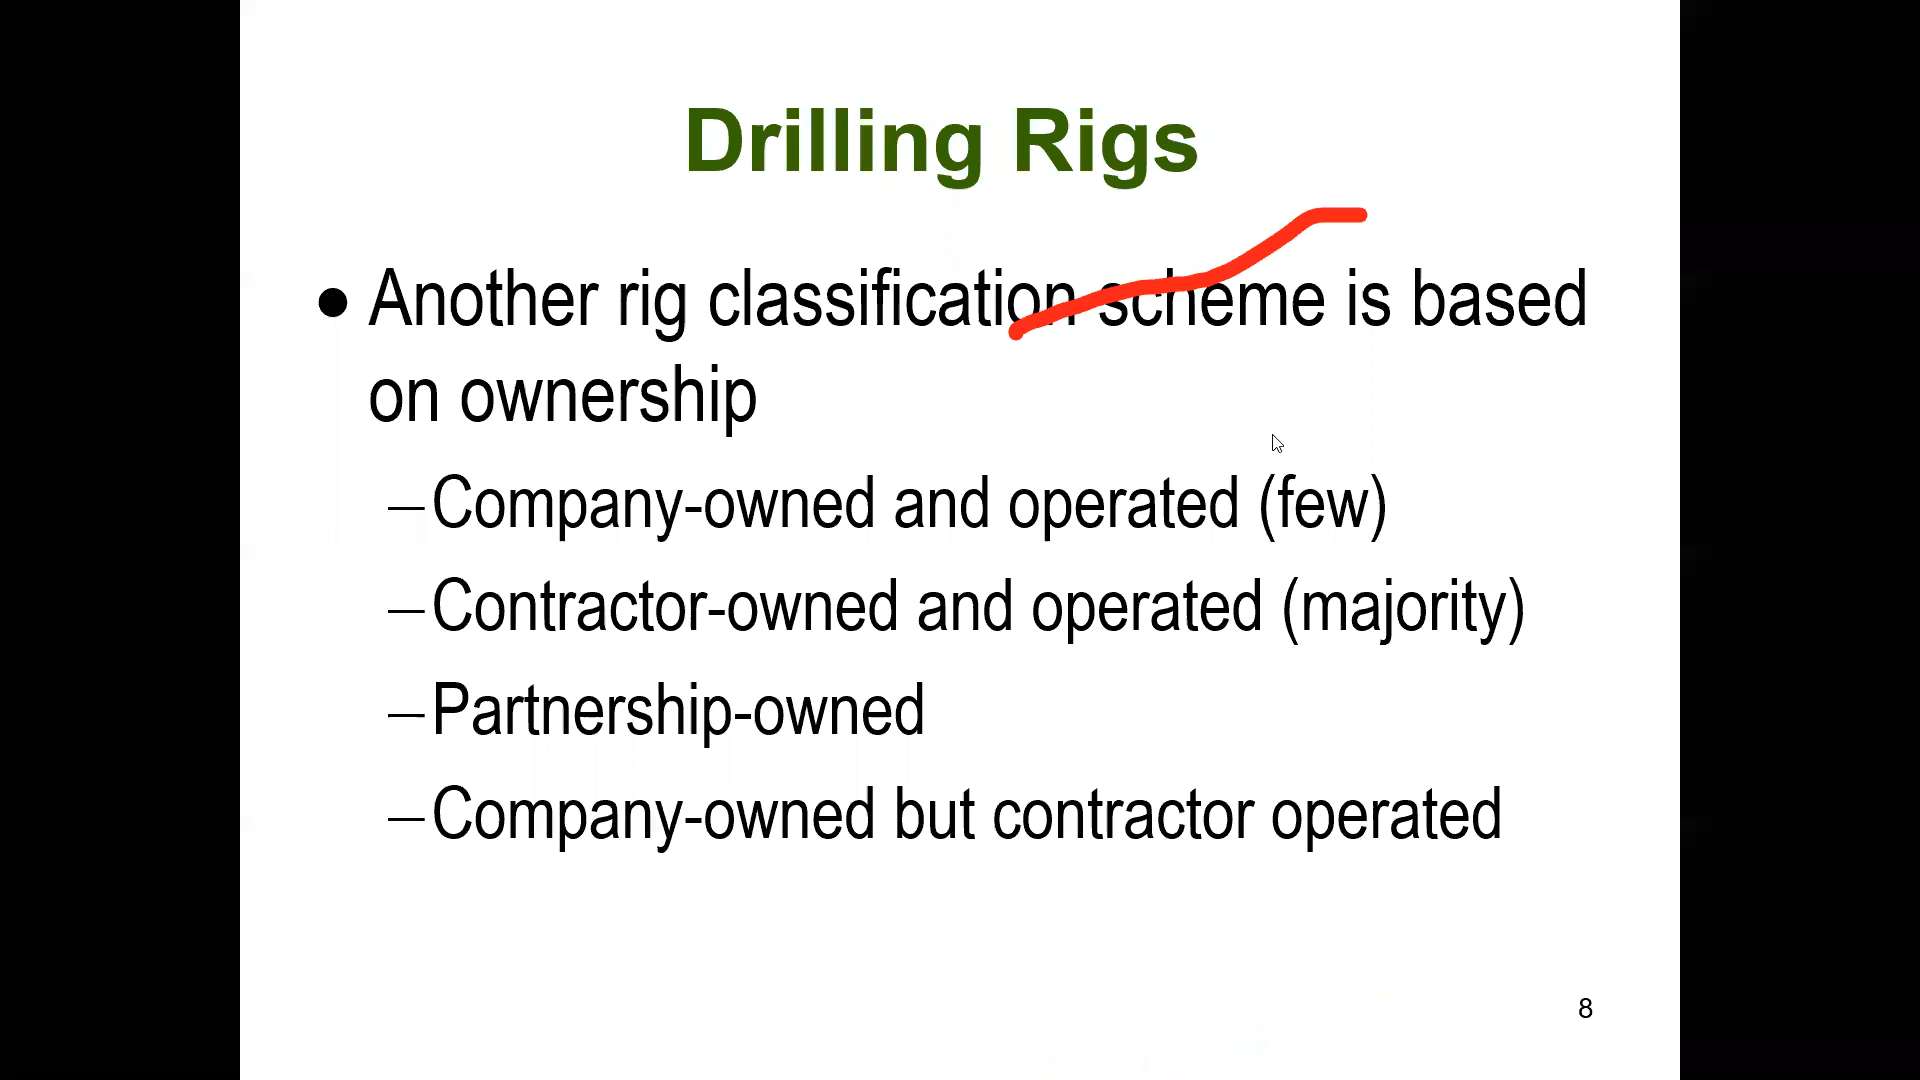 Drilling Rigs
• Another rig classification scheme is based
on ownership
–Company-owned and operated (few)
–Contractor-owned and operated (majority)
–Partnership-owned
–Company-owned but contractor operated
8